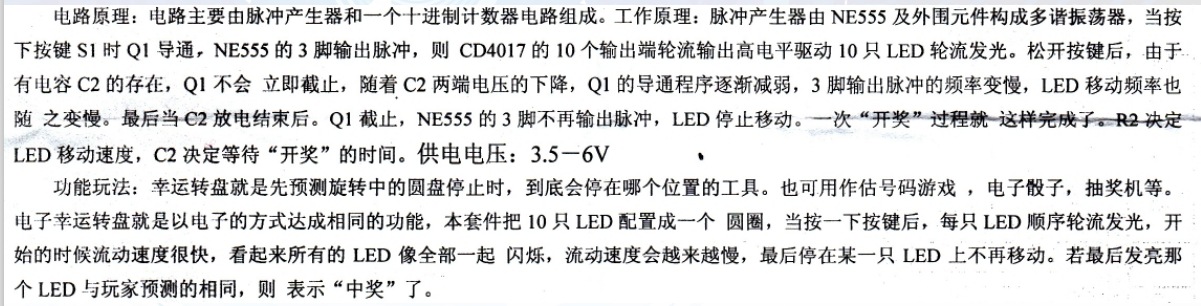 电路原理：电路主要由脉冲产生器和一个十进制计数器电路组成。工作原理：脉冲产生器由 NE555 及外围元件构成多谐振荡器，当按
下按键 S1 时 Q1 导通，NE555 的 3 脚输出脉冲，则 CD4017 的 10 个输出端轮流输出高电平驱动 10 只 LED 轮流发光。松开按键后，由于
有电容 C2 的存在，Q1 不会 立即截止，随着 C2 两端电压的下降，Q1 的导通程序逐渐减弱，3 脚输出脉冲的频率变慢，LED 移动频率也
随 之变慢。最后当 C2 放电结束后。Q1 截止，NE555 的 3 脚不再输出脉冲，LED 停止移动。一次“开奖”过程就 这样完成了。R2 决定
LED 移动速度，C2 决定等待“开奖”的时间。供电电压：3.5－6V
功能玩法：幸运转盘就是先预测旋转中的圆盘停止时，到底会停在哪个位置的工具。也可用作估号码游戏 ，电子骰子，抽奖机等。
电子幸运转盘就是以电子的方式达成相同的功能，本套件把 10 只 LED 配置成一个 圆圈，当按一下按键后，每只 LED 顺序轮流发光，开
始的时候流动速度很快，看起来所有的 LED 像全部一起 闪烁，流动速度会越来越慢，最后停在某一只 LED 上不再移动。若最后发亮那
个 LED 与玩家预测的相同，则 表示“中奖”了。